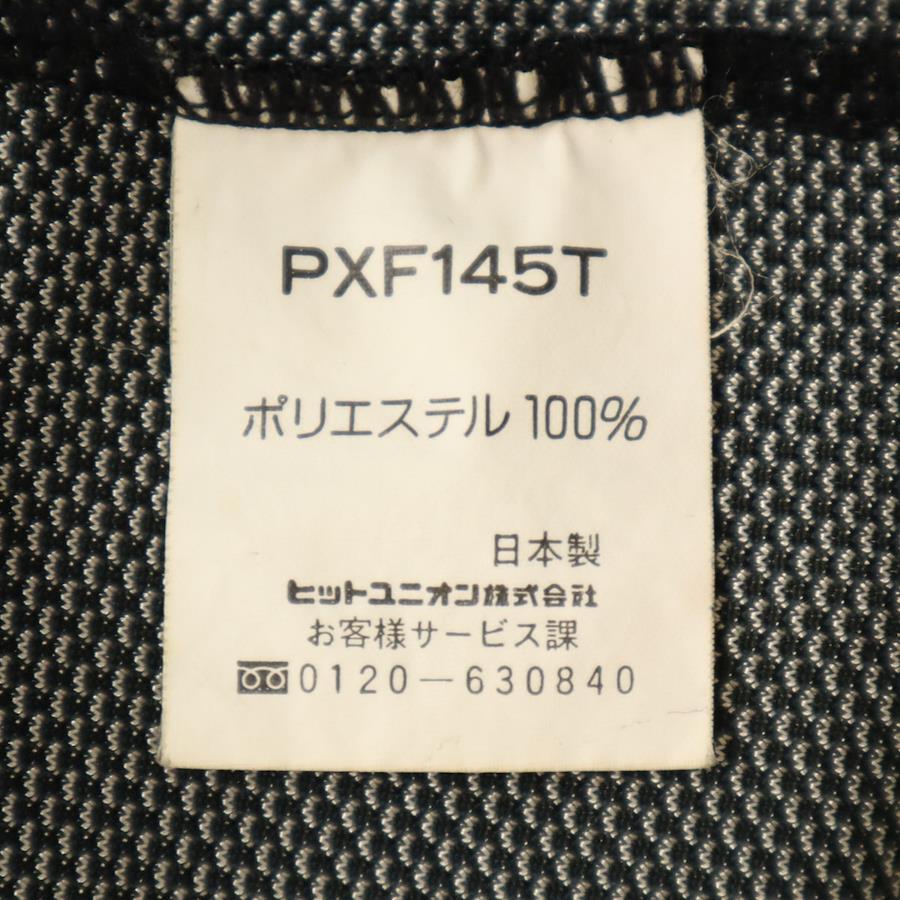 PXF145T
ポリエステル 100%
日本製
ヒットユニオン株式会社
お客様サービス課
0120-630840